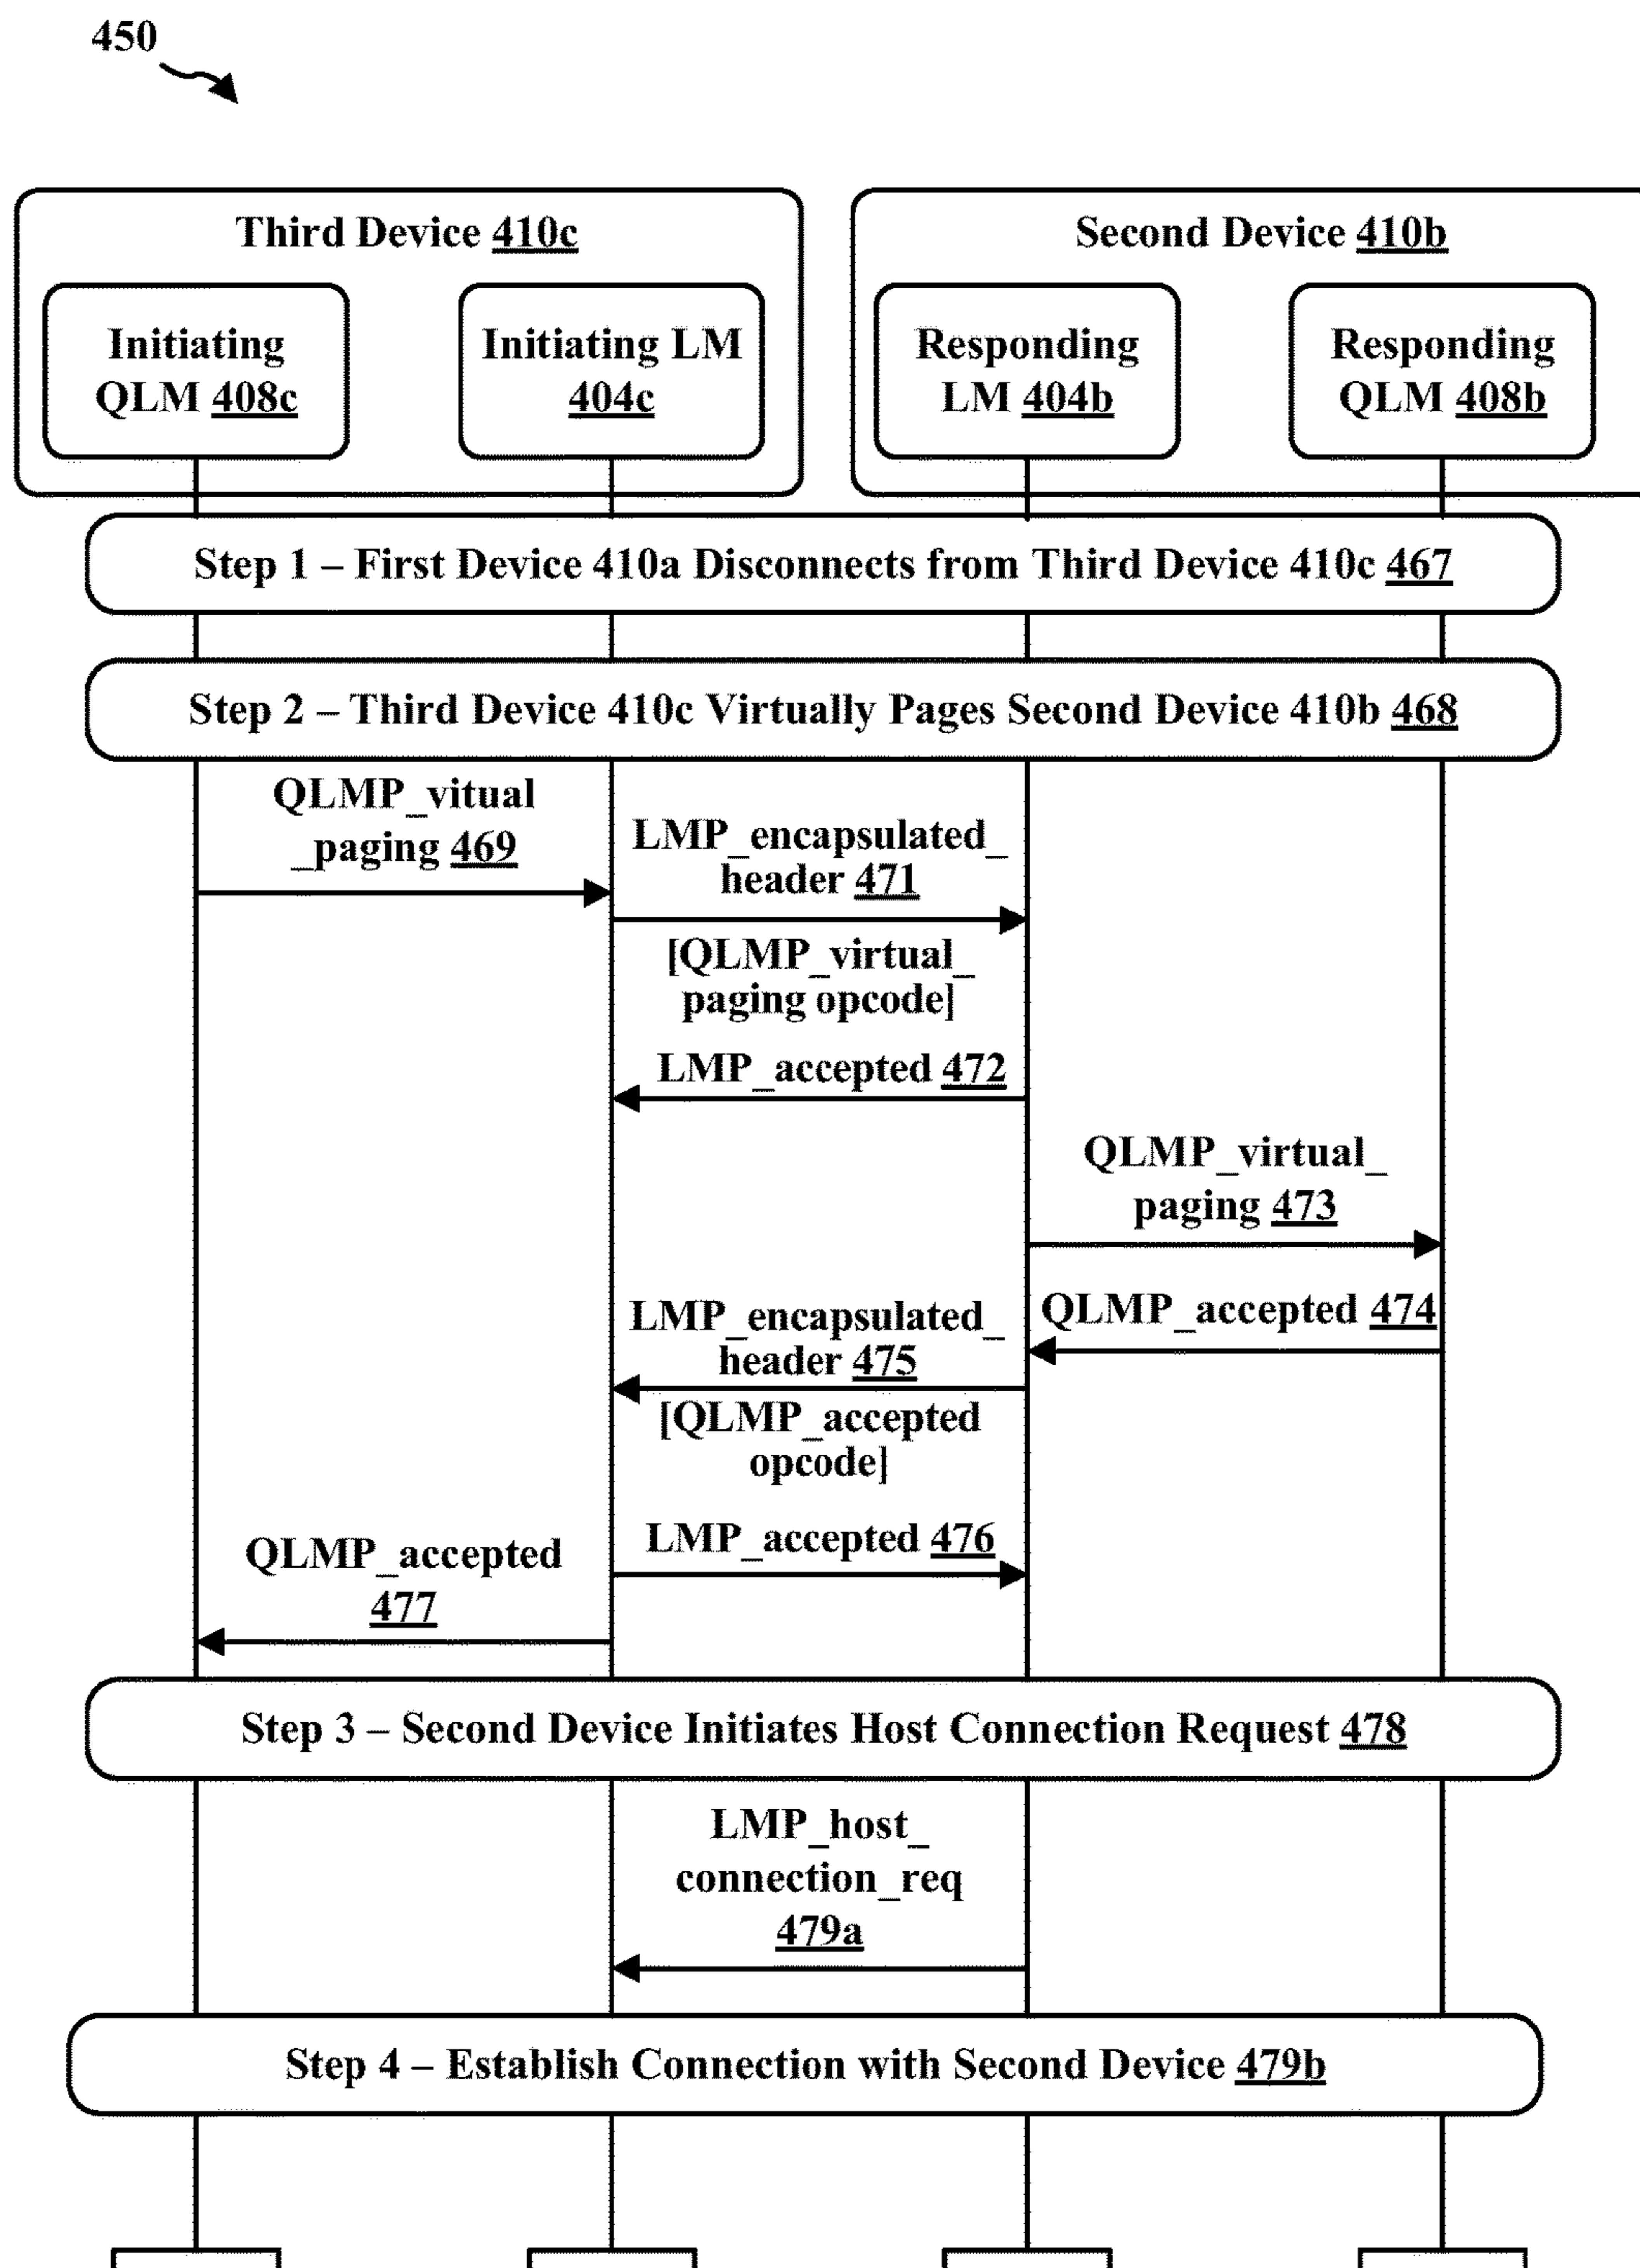 450
Third Device 410c
Second Device 410b
Initiating
QLM 408c
Initiating LM
404c
Responding
LM 404b
Responding
QLM 408b
Step 1 – First Device 410a Disconnects from Third Device 410c 467
Step 2 – Third Device 410c Virtually Pages Second Device 410b 468
QLMP_vitual
_paging 469
LMP_encapsulated_
header 471
[QLMP_virtual_
paging opcode]
LMP_accepted 472
QLMP_virtual_
paging 473
QLMP_accepted 474
LMP_encapsulated_
header 475
[QLMP_accepted
opcode]
LMP_accepted 476
QLMP_accepted
477
Step 3 – Second Device Initiates Host Connection Request 478
LMP_host_
connection_req
479a
Step 4 – Establish Connection with Second Device 479b